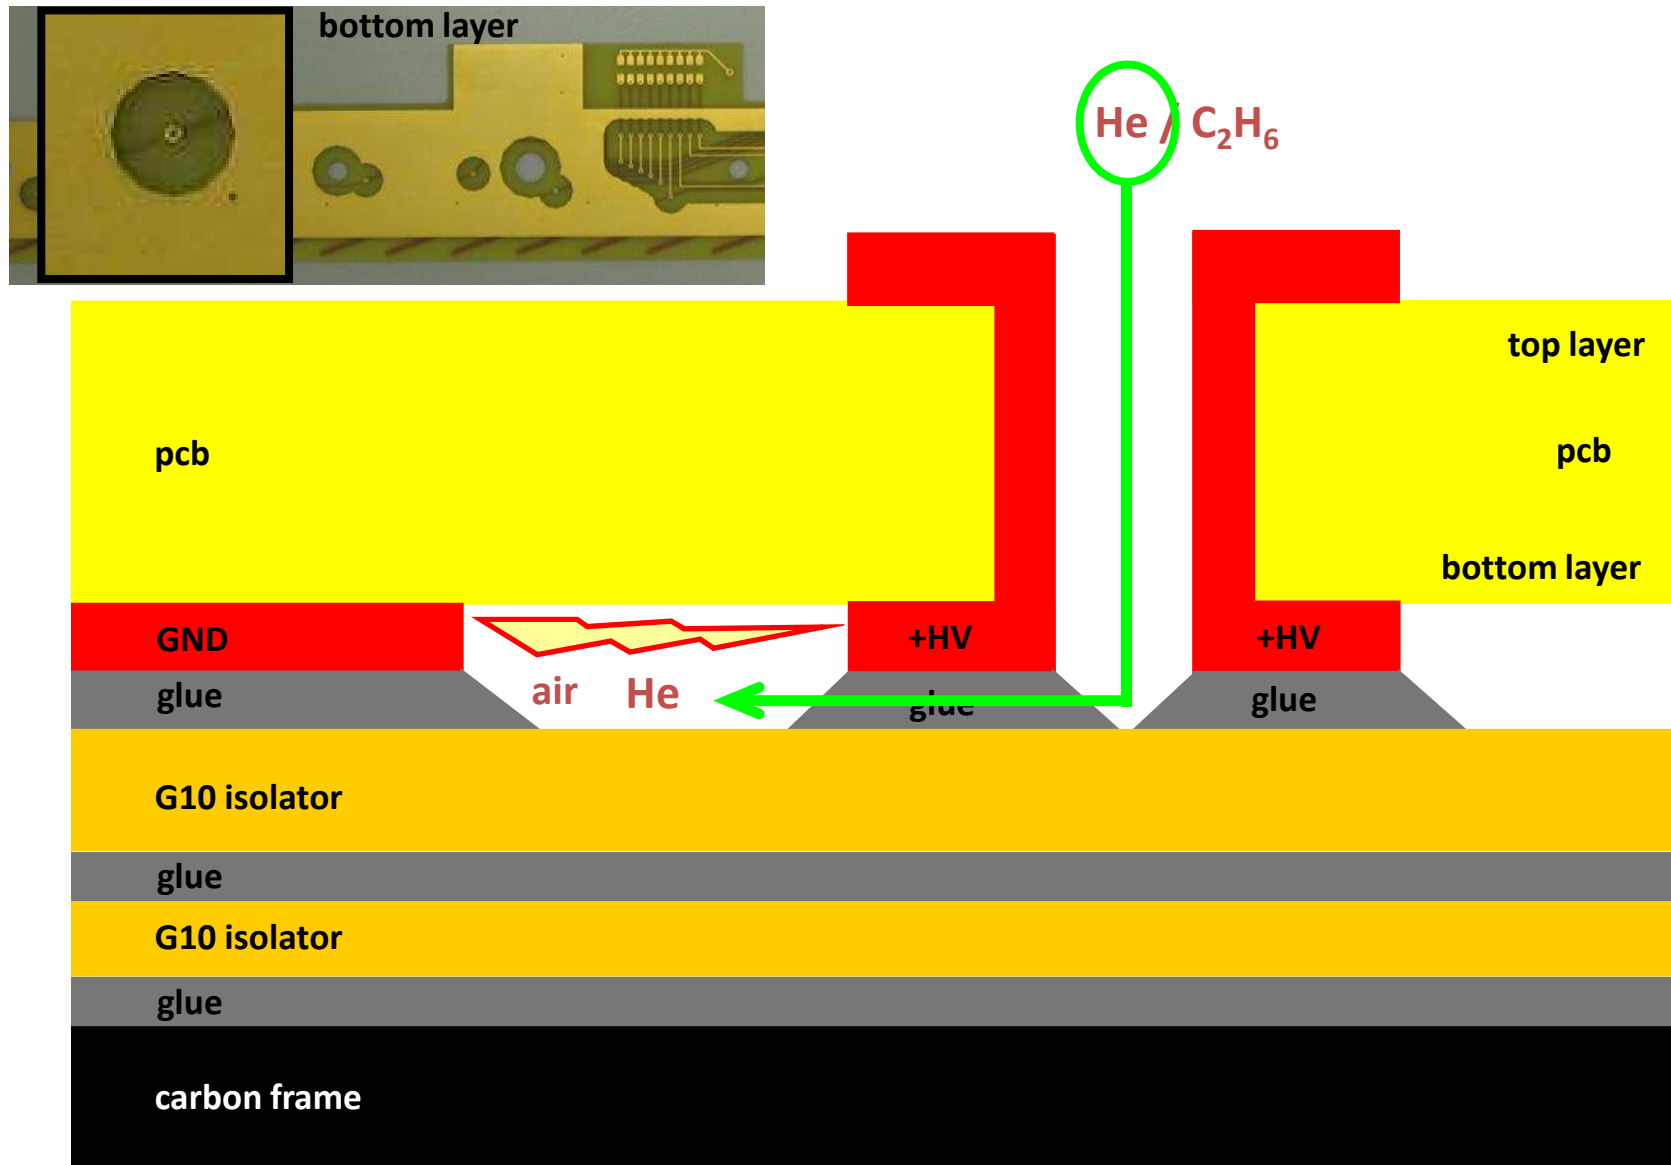 bottom layer
He / C₂H₆
top layer
pcb
pcb
bottom layer
GND
+HV
+HV
glue
air
He
glue
glue
G10 isolator
glue
G10 isolator
glue
carbon frame